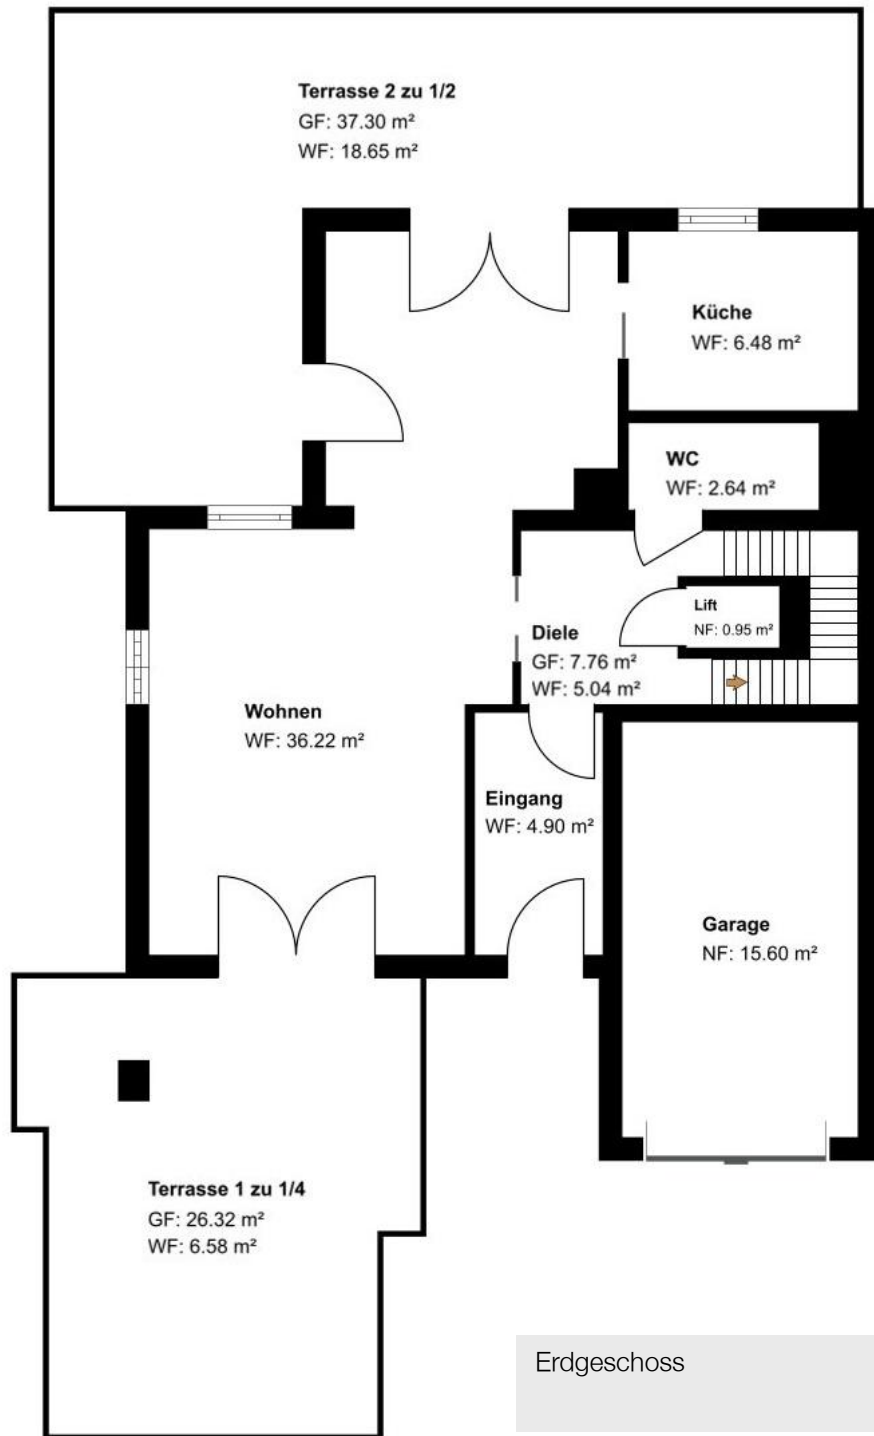 Terrasse 2 zu 1/2
GF: 37.30 m²
WF: 18.65 m²
Küche
WF: 6.48 m²
WC
WF: 2.64 m²
Lift
NF: 0.95 m²
Diele
GF: 7.76 m²
WF: 5.04 m²
Wohnen
WF: 36.22 m²
Eingang
WF: 4.90 m²
Garage
NF: 15.60 m²
Terrasse 1 zu 1/4
GF: 26.32 m²
WF: 6.58 m²
Erdgeschoss